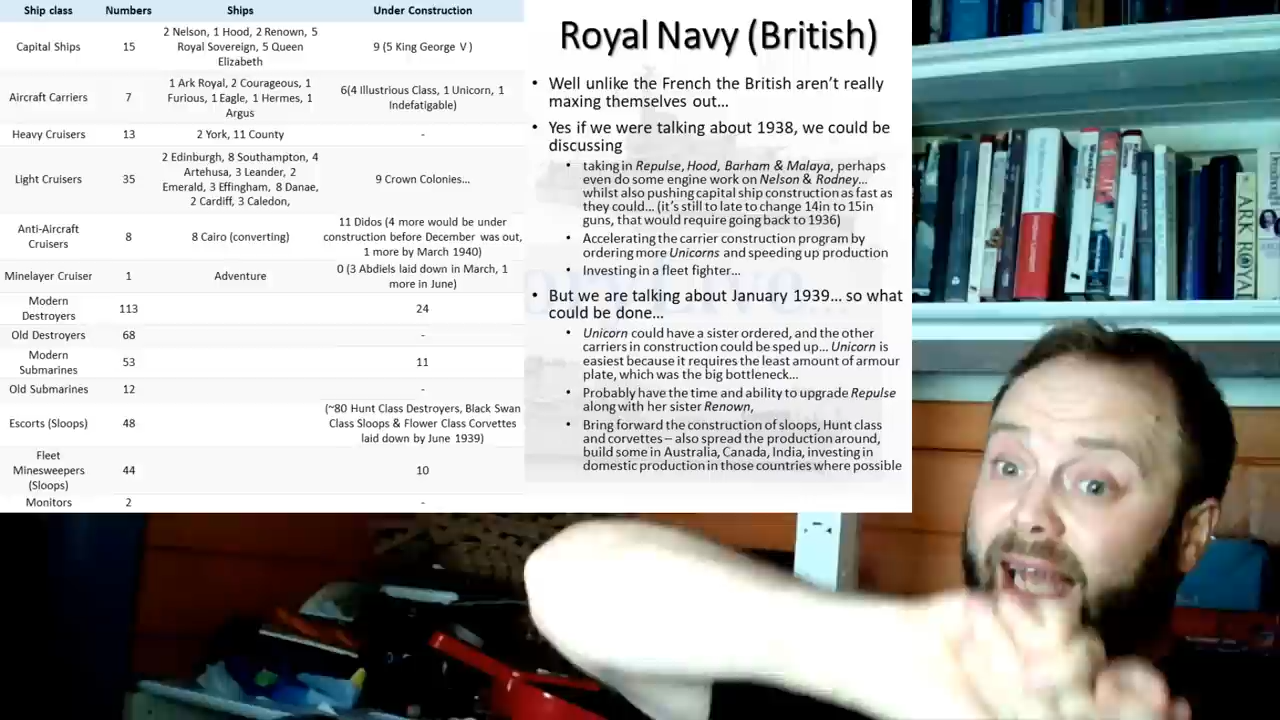 Ship class Numbers Ships Under Construction
Capital Ships 15 2 Nelson, 1 Hood, 2 Renown, 5
Royal Sovereign, 5 Queen
Elizabeth 9 (5 King George V )
Aircraft Carriers 7 1 Ark Royal, 2 Courageous, 1
Furious, 1 Eagle, 1 Hermes, 1
Argus 6(4 Illustrious Class, 1 Unicorn, 1
Indefatigable)
Heavy Cruisers 13 2 York, 11 County -
Light Cruisers 35 2 Edinburgh, 8 Southampton, 4
Artehusa, 3 Leander, 2
Emerald, 3 Effingham, 8 Danae,
2 Cardiff, 3 Caledon, 9 Crown Colonies...
Anti-Aircraft
Cruisers 8 8 Cairo (converting) 11 Didos (4 more would be under
construction before December was out,
1 more by March 1940)
Minelayer Cruiser 1 Adventure 0 (3 Abdiels laid down in March, 1
more in June)
Modern
Destroyers 113 24
Old Destroyers 68 -
Modern
Submarines 53 11
Old Submarines 12 -
Escorts (Sloops) 48 (~80 Hunt Class Destroyers, Black Swan
Class Sloops & Flower Class Corvettes
laid down by June 1939)
Fleet
Minesweepers
(Sloops) 44 10
Monitors 2 -
Royal Navy (British)
• Well unlike the French the British aren't really
maxing themselves out...
• Yes if we were talking about 1938, we could be
discussing
• taking in Repulse, Hood, Barham & Malaya, perhaps
even do some engine work on Nelson & Rodney...
whilst also pushing capital ship construction as fast as
they could... (it's still to late to change 14in to 15in
guns, that would require going back to 1936)
• Accelerating the carrier construction program by
ordering more Unicorns and speeding up production
• Investing in a fleet fighter...
• But we are talking about January 1939... so what
could be done...
• Unicorn could have a sister ordered, and the other
carriers in construction could be sped up... Unicorn is
easiest because it requires the least amount of armour
plate, which was the big bottleneck...
• Probably have the time and ability to upgrade Repulse
along with her sister Renown,
• Bring forward the construction of sloops, Hunt class
and corvettes – also spread the production around,
build some in Australia, Canada, India, investing in
domestic production in those countries where possible
ARK ROYAL